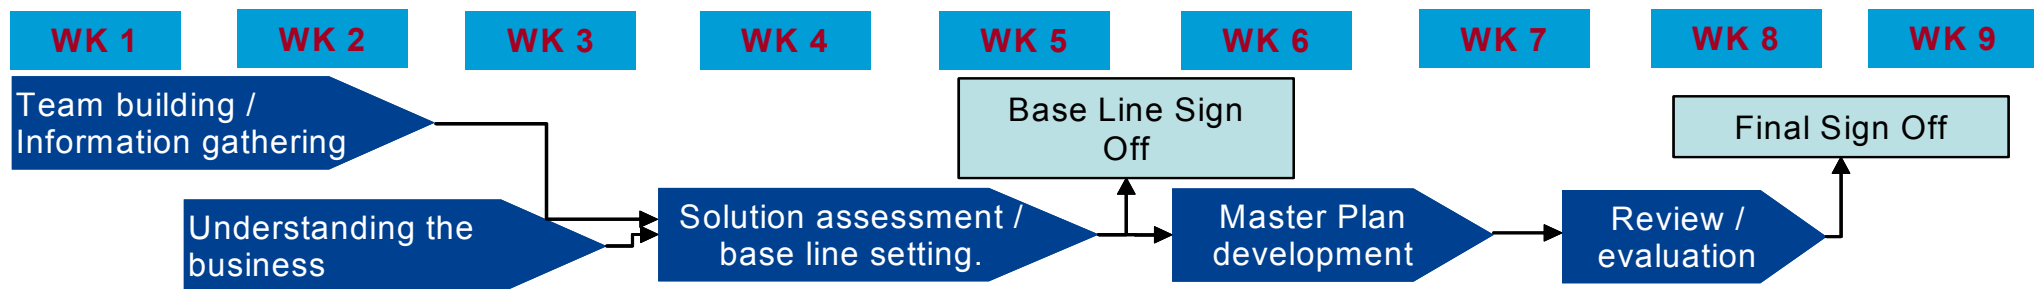 WK 1
WK 2
WK 3
WK 4
WK 5
WK 6
WK 7
WK 8
WK 9
Team building /
Information gathering
Base Line Sign
Off
Final Sign Off
Understanding the
business
Solution assessment /
base line setting.
Master Plan
development
Review /
evaluation